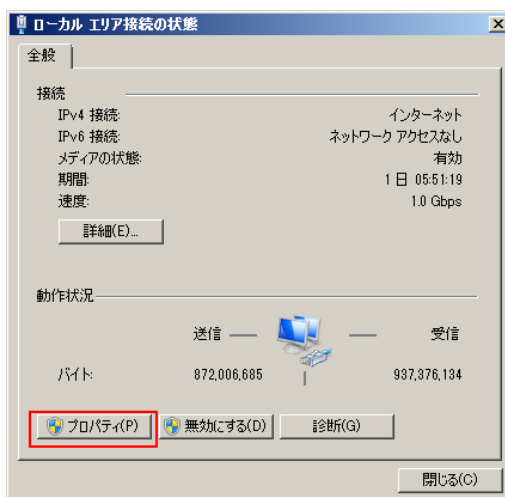 ローカル エリア接続の状態
全般
接続
IPv4 接続: インターネット
IPv6 接続: ネットワーク アクセスなし
メディアの状態: 有効
期間: 1 日 05:51:19
速度: 1.0 Gbps
詳細(E)...
動作状況
送信 — — 受信
バイト: 872,006,685 | 937,376,134
プロパティ(P) 無効にする(D) 診断(G)
閉じる(C)